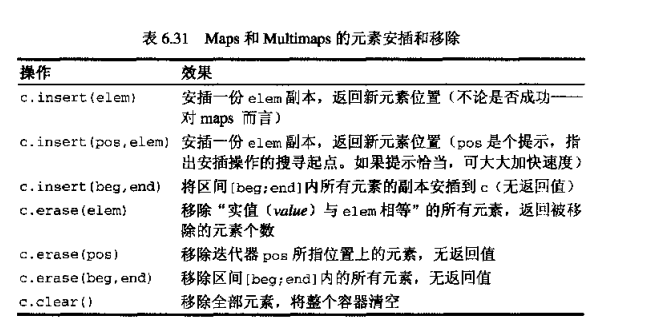 表 6.31 Maps 和 Multimaps 的元素安插和移除
操作 效果
c.insert(elem) 安插一份 elem 副本，返回新元素位置（不论是否成功——
对 maps 而言）
c.insert(pos,elem) 安插一份 elem 副本，返回新元素位置（pos 是个提示，指
出安插操作的搜寻起点。如果提示恰当，可大大加快速度）
c.insert(beg,end) 将区间[beg;end]内所有元素的副本安插到 c（无返回值）
c.erase(elem) 移除“实值（value）与 elem 相等”的所有元素，返回被移
除的元素个数
c.erase(pos) 移除迭代器 pos 所指位置上的元素，无返回值
c.erase(beg,end) 移除区间[beg;end]内的所有元素，无返回值
c.clear() 移除全部元素，将整个容器清空